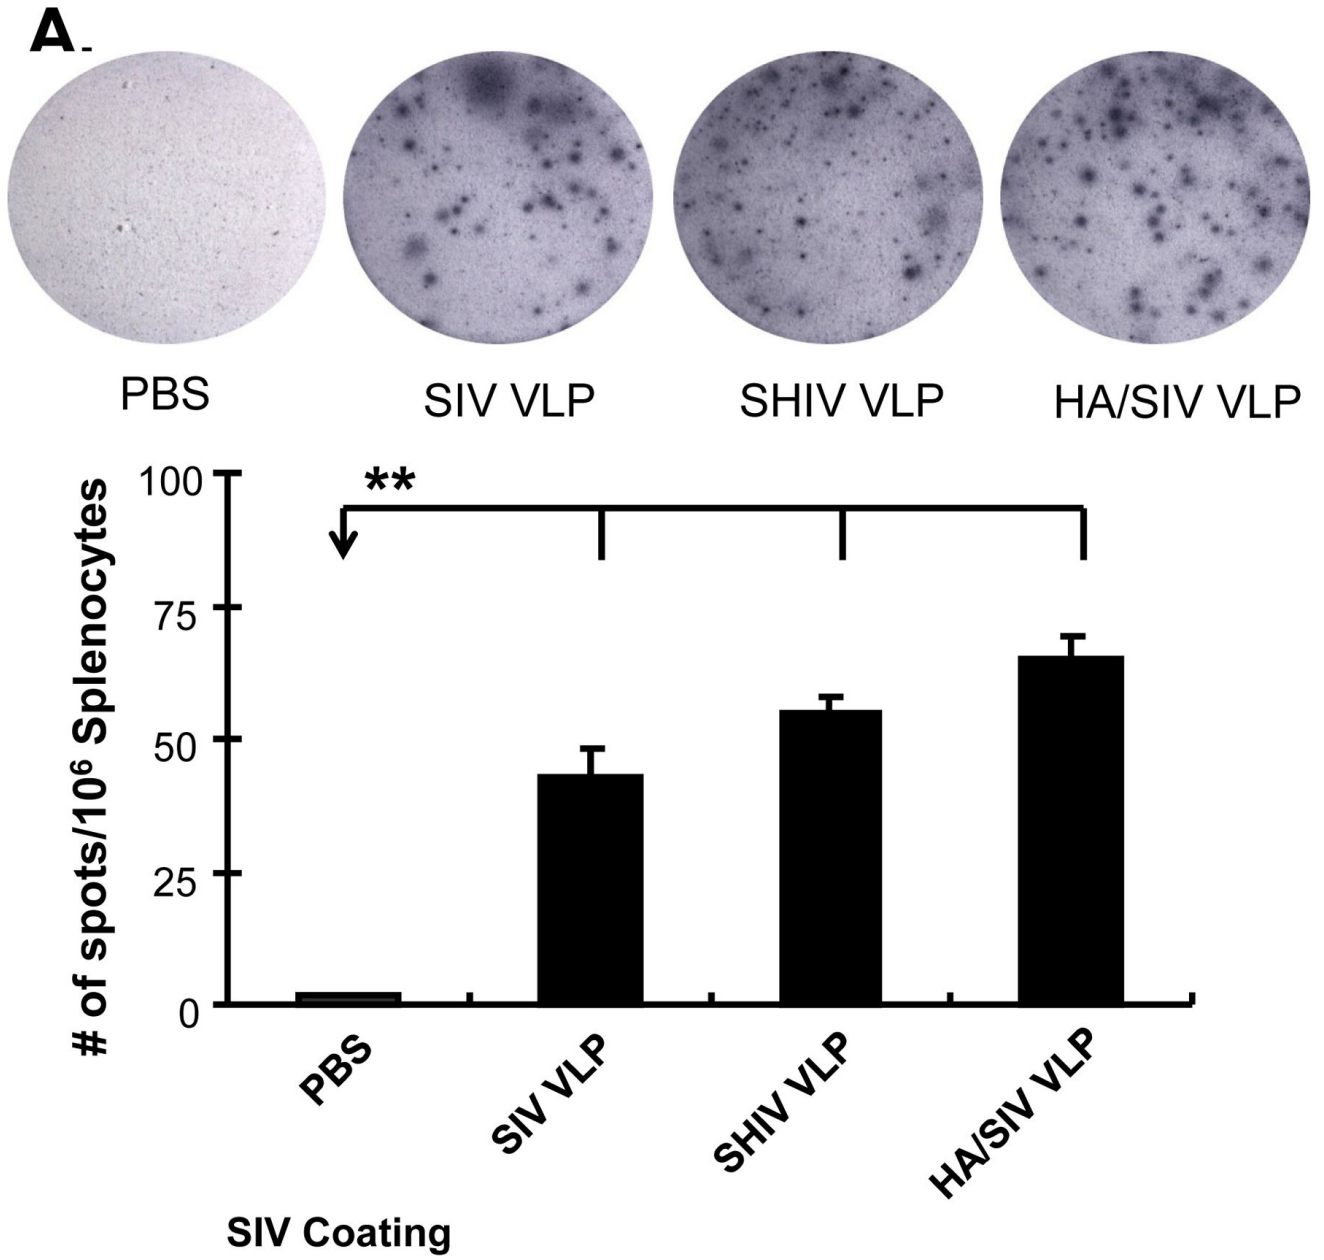 A.
PBS
SIV VLP
SHIV VLP
HA/SIV VLP
**
# of spots/10⁶ Splenocytes
100
75
50
25
0
PBS
SIV VLP
SHIV VLP
HA/SIV VLP
SIV Coating